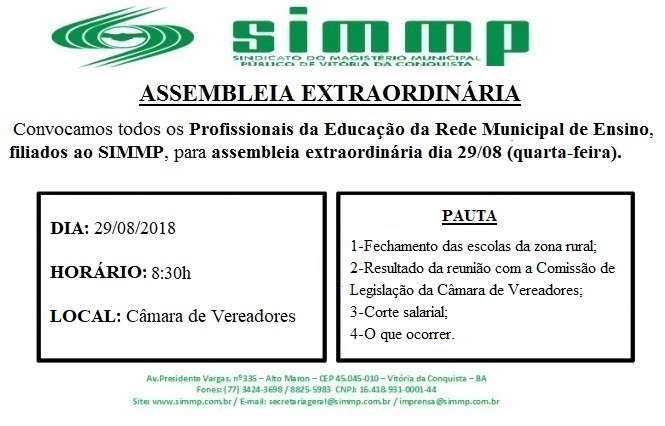 simmp
SINDICATO DO MAGISTÉRIO MUNICIPAL
PÚBLICO DE VITÓRIA DA CONQUISTA
ASSEMBLEIA EXTRAORDINÁRIA
Convocamos todos os Profissionais da Educação da Rede Municipal de Ensino,
filiados ao SIMMP, para assembleia extraordinária dia 29/08 (quarta-feira).
DIA: 29/08/2018
HORÁRIO: 8:30h
LOCAL: Câmara de Vereadores
PAUTA
1-Fechamento das escolas da zona rural;
2-Resultado da reunião com a Comissão de
Legislação da Câmara de Vereadores;
3-Corte salarial;
4-O que ocorrer.
Av.Presidente Vargas, nº335 – Alto Maron – CEP 45.045-010 – Vitória da Conquista – BA
Fones: (77) 3424-3698 / 8825-5983 CNPJ: 16.418.931-0001-44
Site: www.simmp.com.br / E-mail: secretariageral@simmp.com.br / imprensa@simmp.com.br